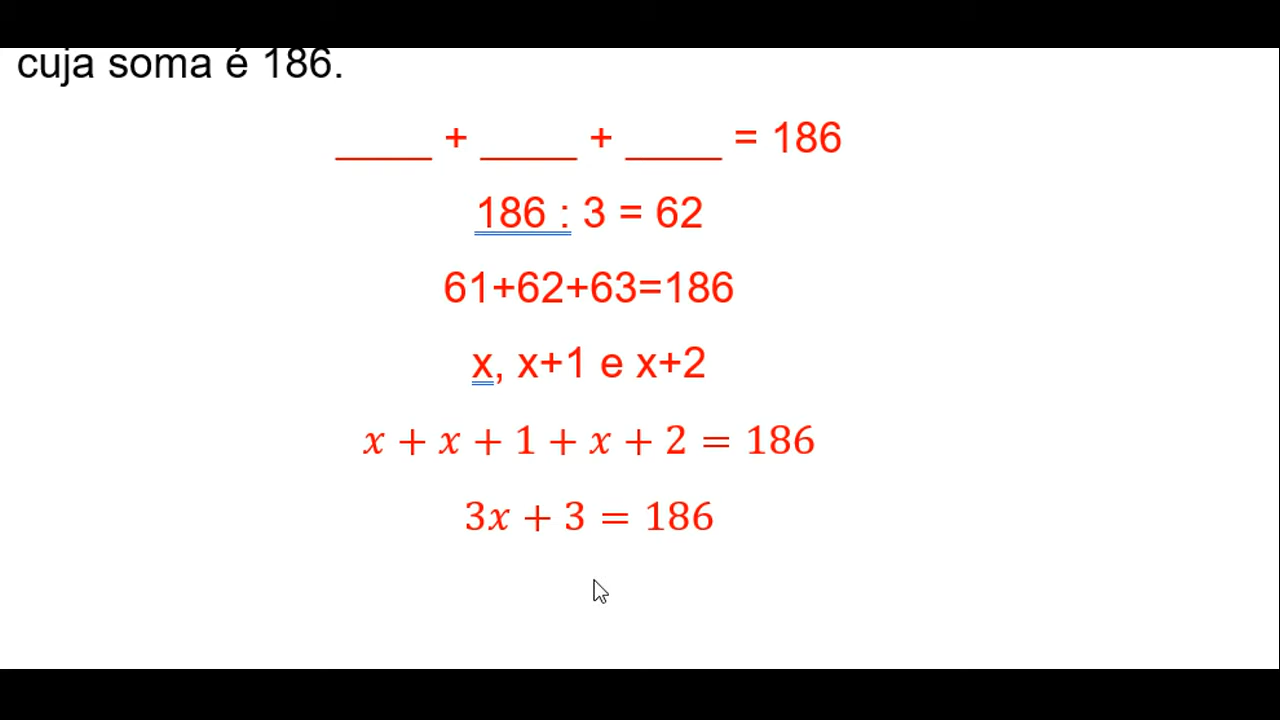 cuja soma é 186.
_____ + _____ + _____ = 186
186 : 3 = 62
61+62+63=186
x, x+1 e x+2
x + x + 1 + x + 2 = 186
3x + 3 = 186